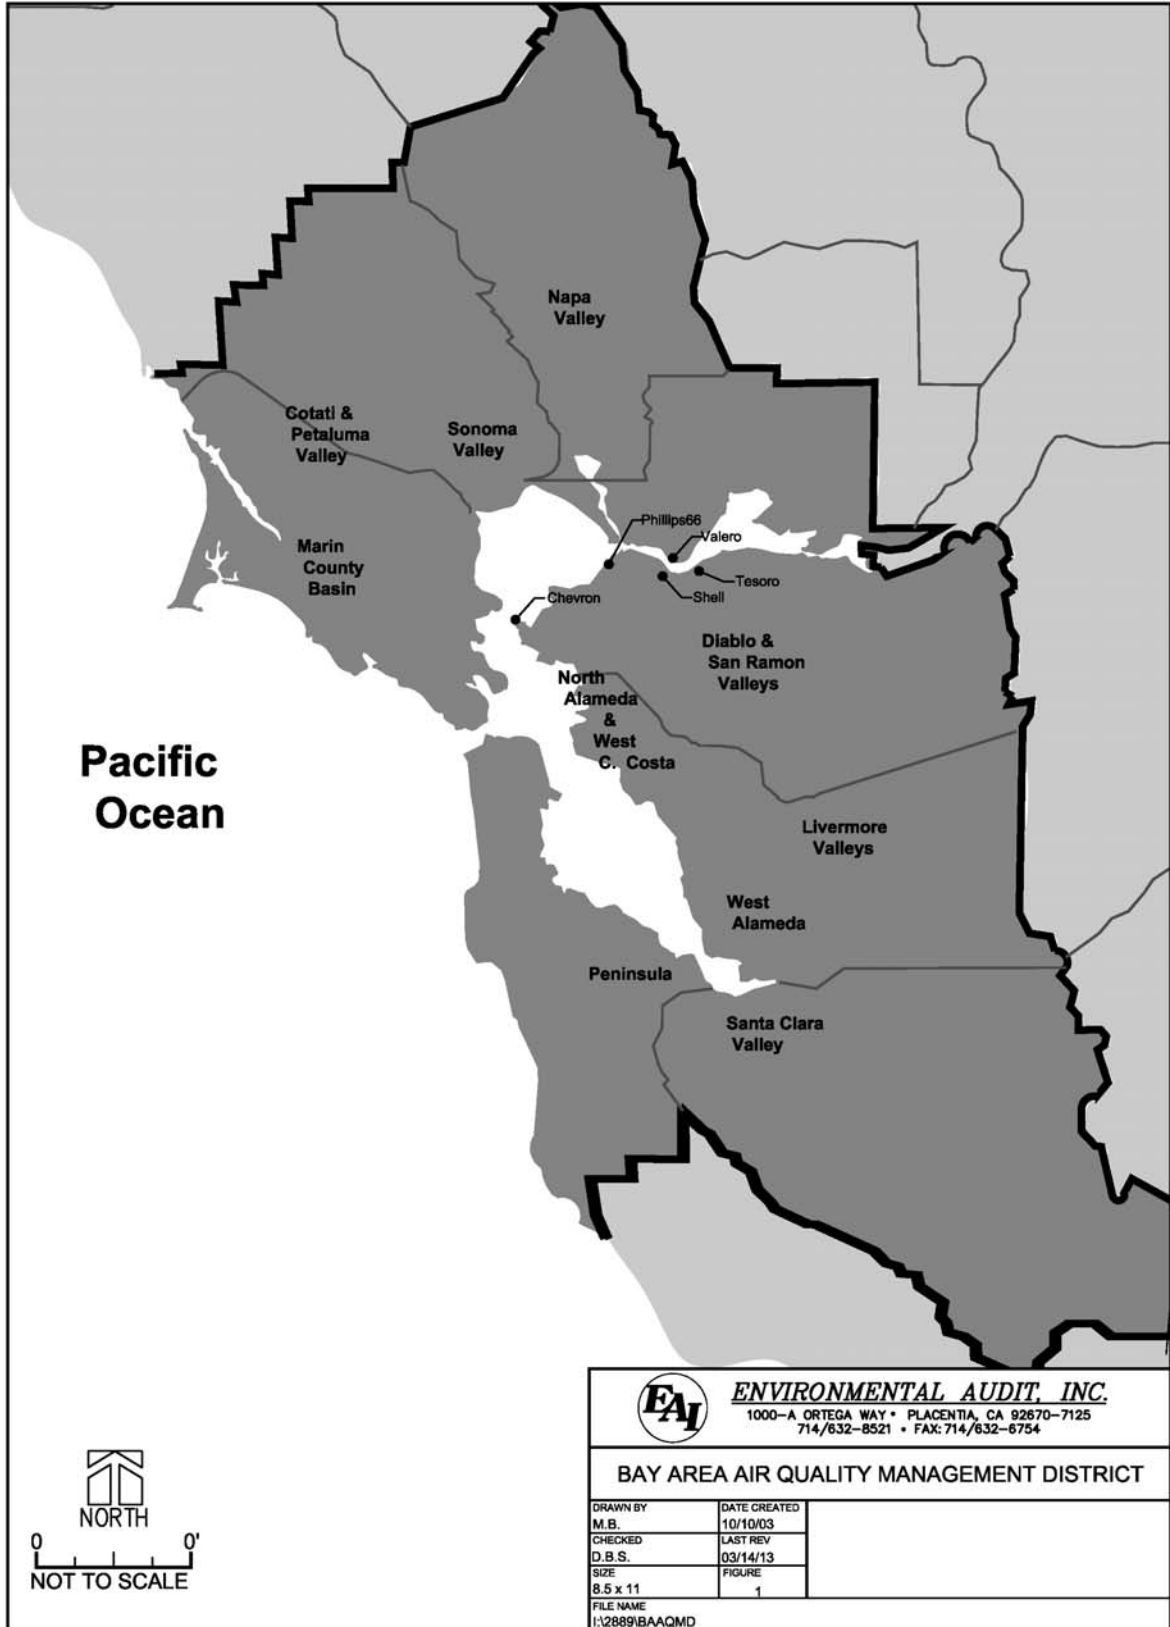 Napa
Valley
Cotati &
Petaluma
Valley
Sonoma
Valley
Phillips66
Valero
Marin
County
Basin
Tesoro
Chevron
Shell
Diablo &
San Ramon
Valleys
North
Alameda
&
West
C. Costa
Pacific
Ocean
Livermore
Valleys
West
Alameda
Peninsula
Santa Clara
Valley
EAI
ENVIRONMENTAL AUDIT, INC.
1000-A ORTEGA WAY • PLACENTIA, CA 92670-7125
714/632-8521 • FAX: 714/632-6754
BAY AREA AIR QUALITY MANAGEMENT DISTRICT
DRAWN BY
M.B.
DATE CREATED
10/10/03
CHECKED
D.B.S.
LAST REV
03/14/13
SIZE
8.5 x 11
FIGURE
1
FILE NAME
I:\2889\BAAQMD
NORTH
0 0'
NOT TO SCALE